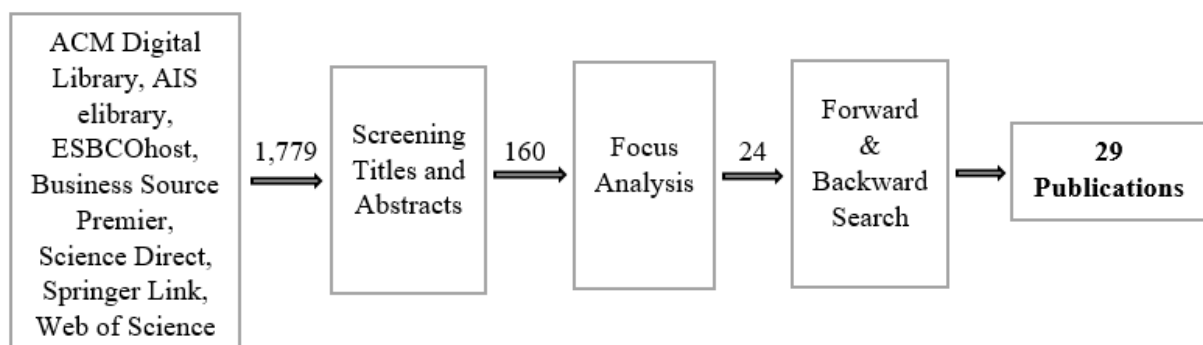 ACM Digital
Library, AIS
elibrary,
ESBCOhost,
Business Source
Premier,
Science Direct,
Springer Link,
Web of Science
1,779
Screening
Titles and
Abstracts
160
Focus
Analysis
24
Forward
&
Backward
Search
29
Publications